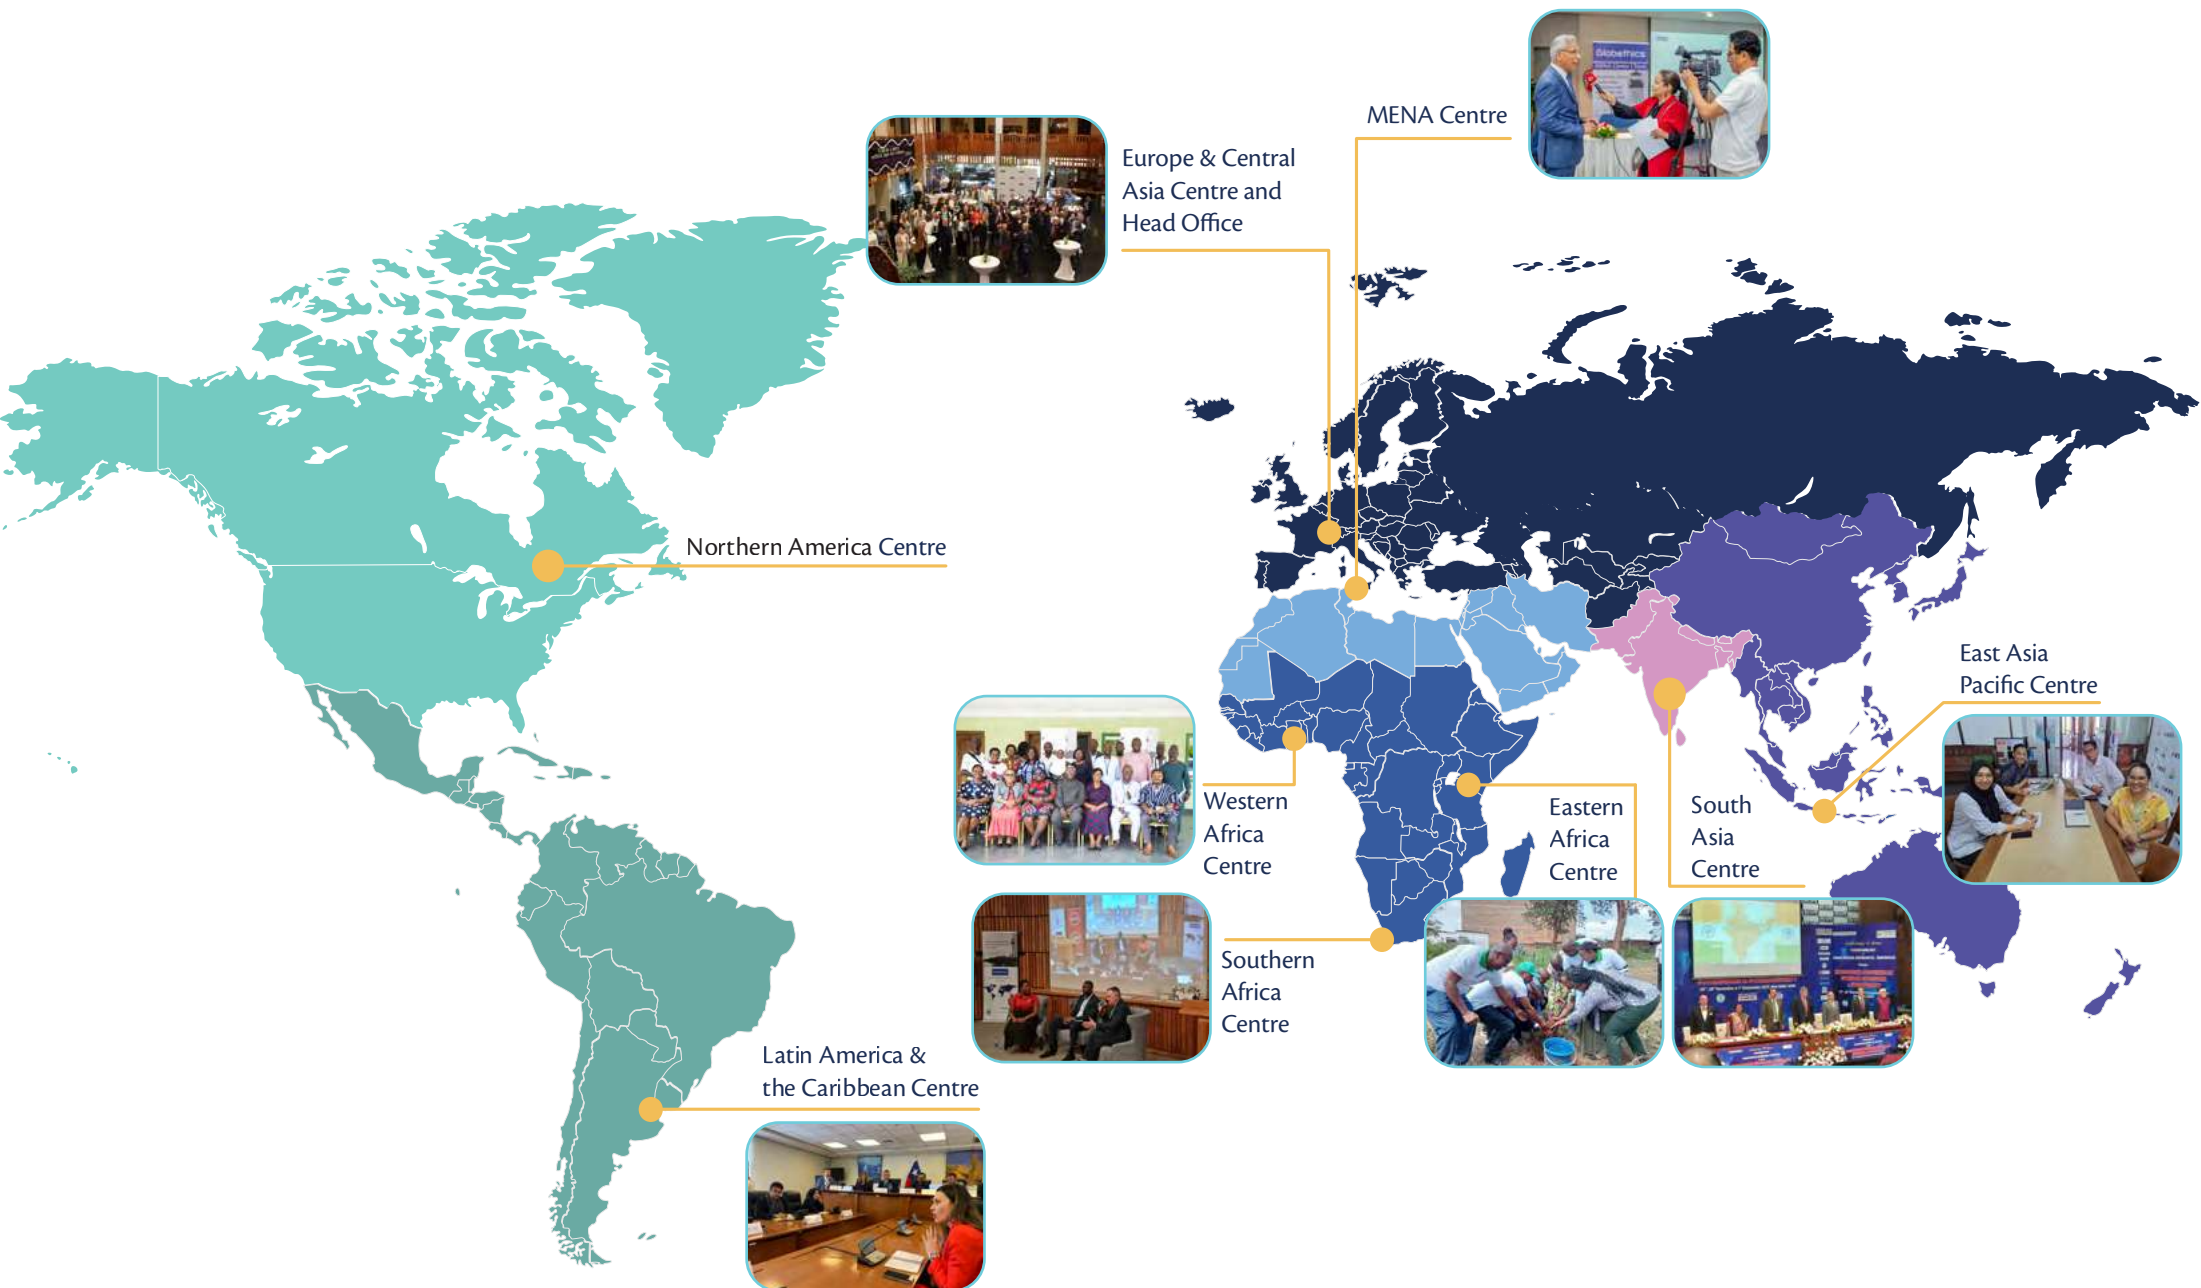 MENA Centre
Globethics
Europe & Central
Asia Centre and
Head Office
Northern America Centre
East Asia
Pacific Centre
Western
Africa
Centre
Eastern
Africa
Centre
South
Asia
Centre
Southern
Africa
Centre
Latin America &
the Caribbean Centre